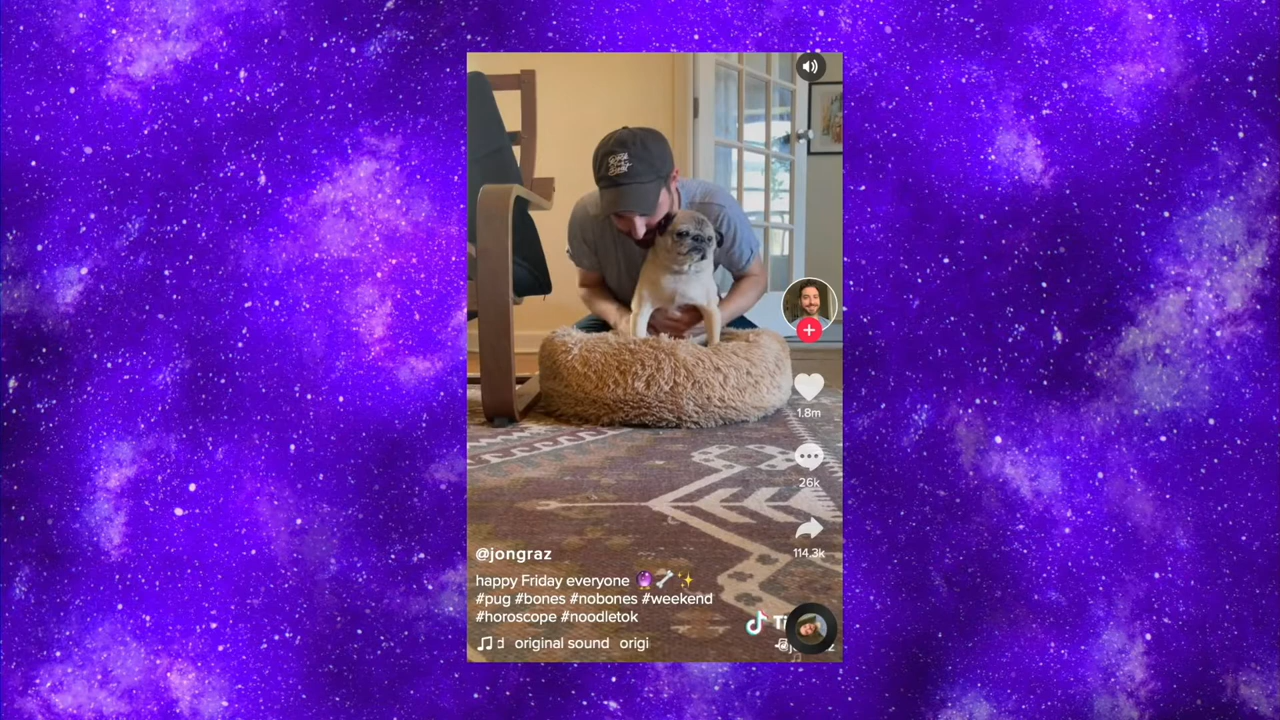 1.8m
26k
114.3k
@jongraz
happy Friday everyone 🔮🦴✨
#pug #bones #nobones #weekend
#horoscope #noodletok
original sound origi